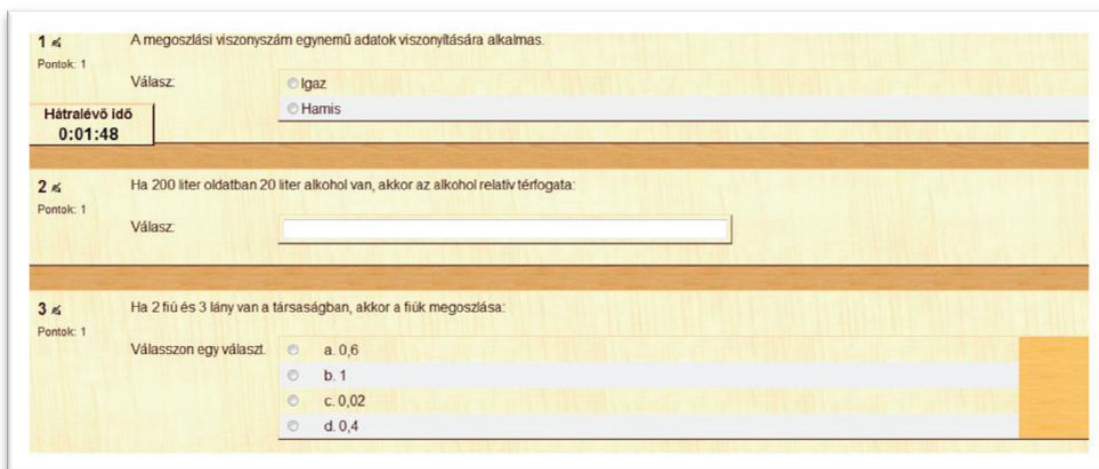 1 A megoszlási viszonyszám egynemű adatok viszonyítására alkalmas.
Pontok: 1
Válasz:
Igaz
Hamis
Hátralévő idő
0:01:48
2 Ha 200 liter oldatban 20 liter alkohol van, akkor az alkohol relatív térfogata:
Pontok: 1
Válasz:
3 Ha 2 fiú és 3 lány van a társaságban, akkor a fiúk megoszlása:
Pontok: 1
Válasszon egy választ.
a. 0,6
b. 1
c. 0,02
d. 0,4